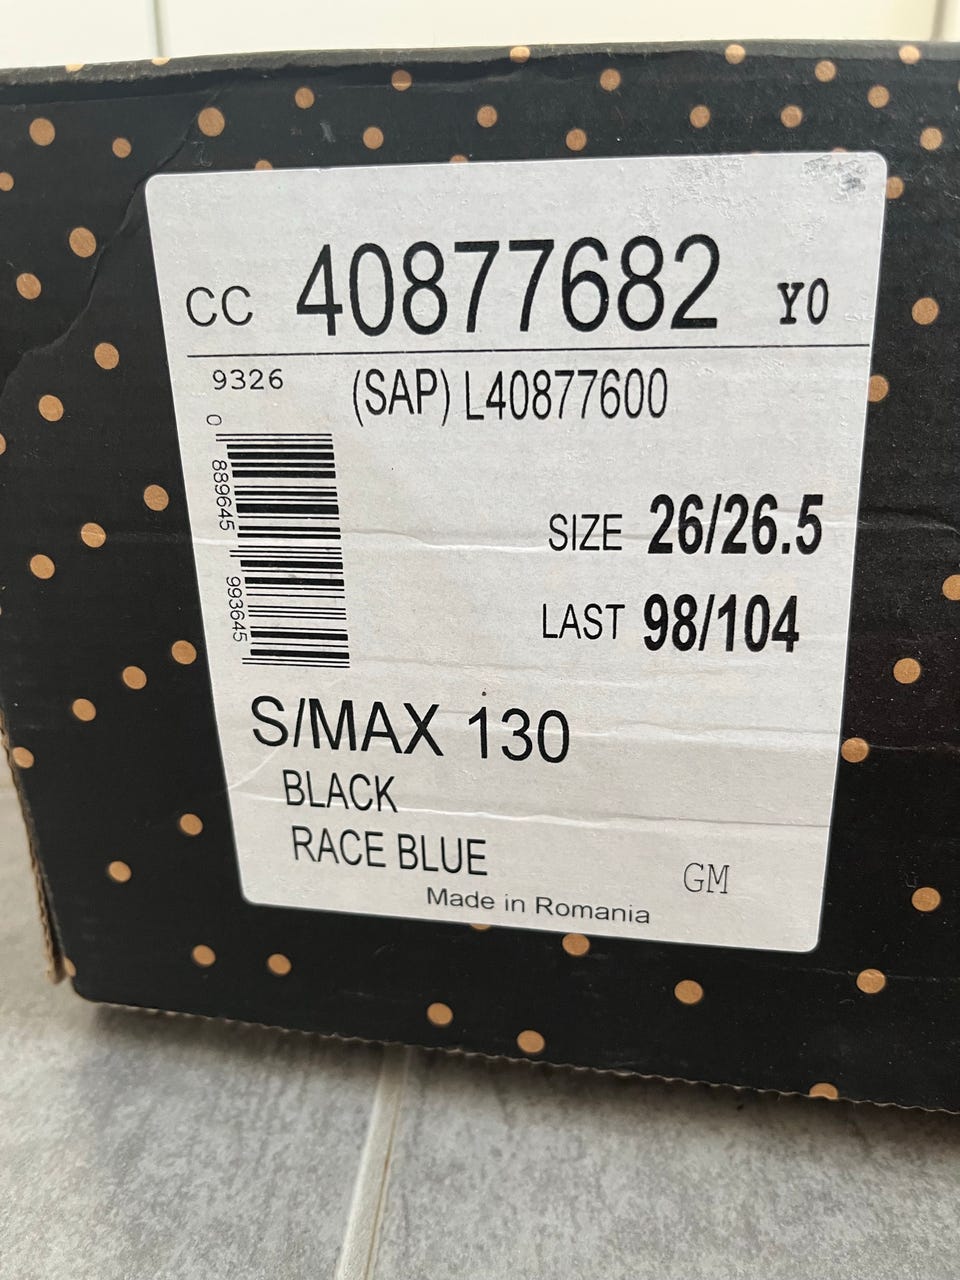 CC 40877682 Y0
9326 (SAP) L40877600
0 889645 993645
SIZE 26/26.5
LAST 98/104
S/MAX 130
BLACK
RACE BLUE
GM
Made in Romania